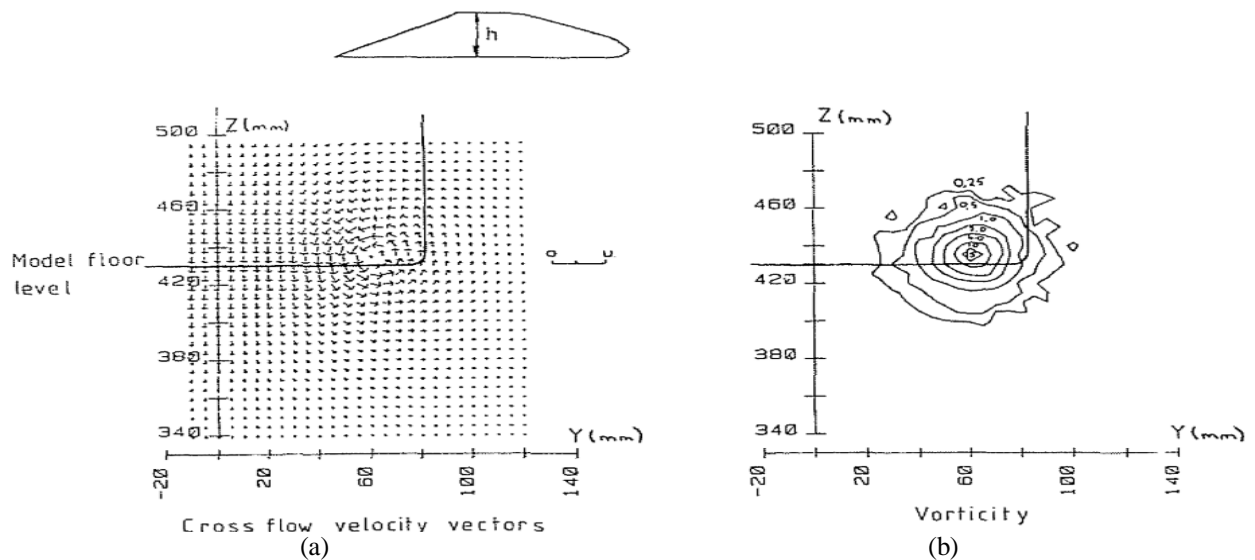 h
Z (mm)
500
460
420
380
340
Model floor
level
o U
Y (mm)
-20 20 60 100 140
Cross flow velocity vectors
(a)
Z (mm)
500
460
420
380
340
0.25
0.5
1.0
Y (mm)
-20 20 60 100 140
Vorticity
(b)